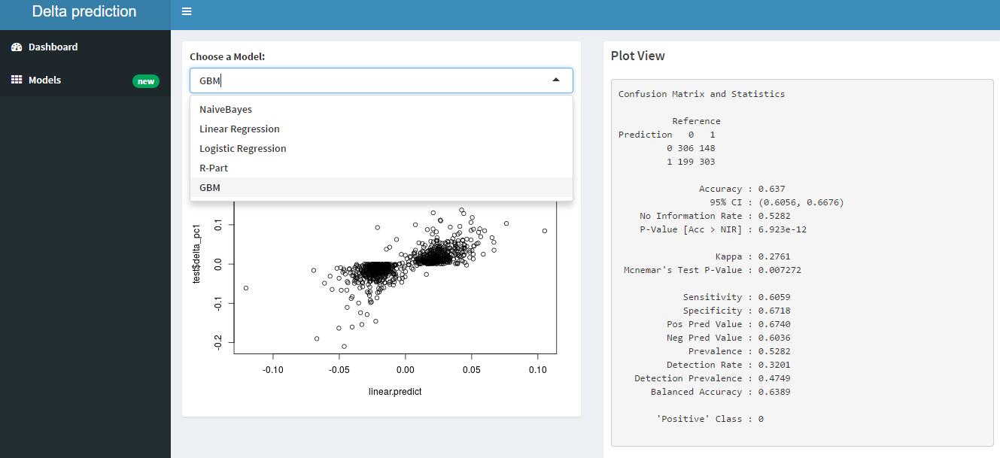 Delta prediction
Dashboard
Models
new
Choose a Model:
GBM
NaiveBayes
Linear Regression
Logistic Regression
R-Part
GBM
test$delta_pc1
0.1
0.0
-0.1
-0.2
-0.10
-0.05
0.00
0.05
0.10
linear.predict
Plot View
Confusion Matrix and Statistics
Reference
Prediction 0 1
0 306 148
1 199 303
Accuracy : 0.637
95% CI : (0.6056, 0.6676)
No Information Rate : 0.5282
P-Value [Acc > NIR] : 6.923e-12
Kappa : 0.2761
Mcnemar's Test P-Value : 0.007272
Sensitivity : 0.6059
Specificity : 0.6718
Pos Pred Value : 0.6740
Neg Pred Value : 0.6036
Prevalence : 0.5282
Detection Rate : 0.3201
Detection Prevalence : 0.4749
Balanced Accuracy : 0.6389
'Positive' Class : 0